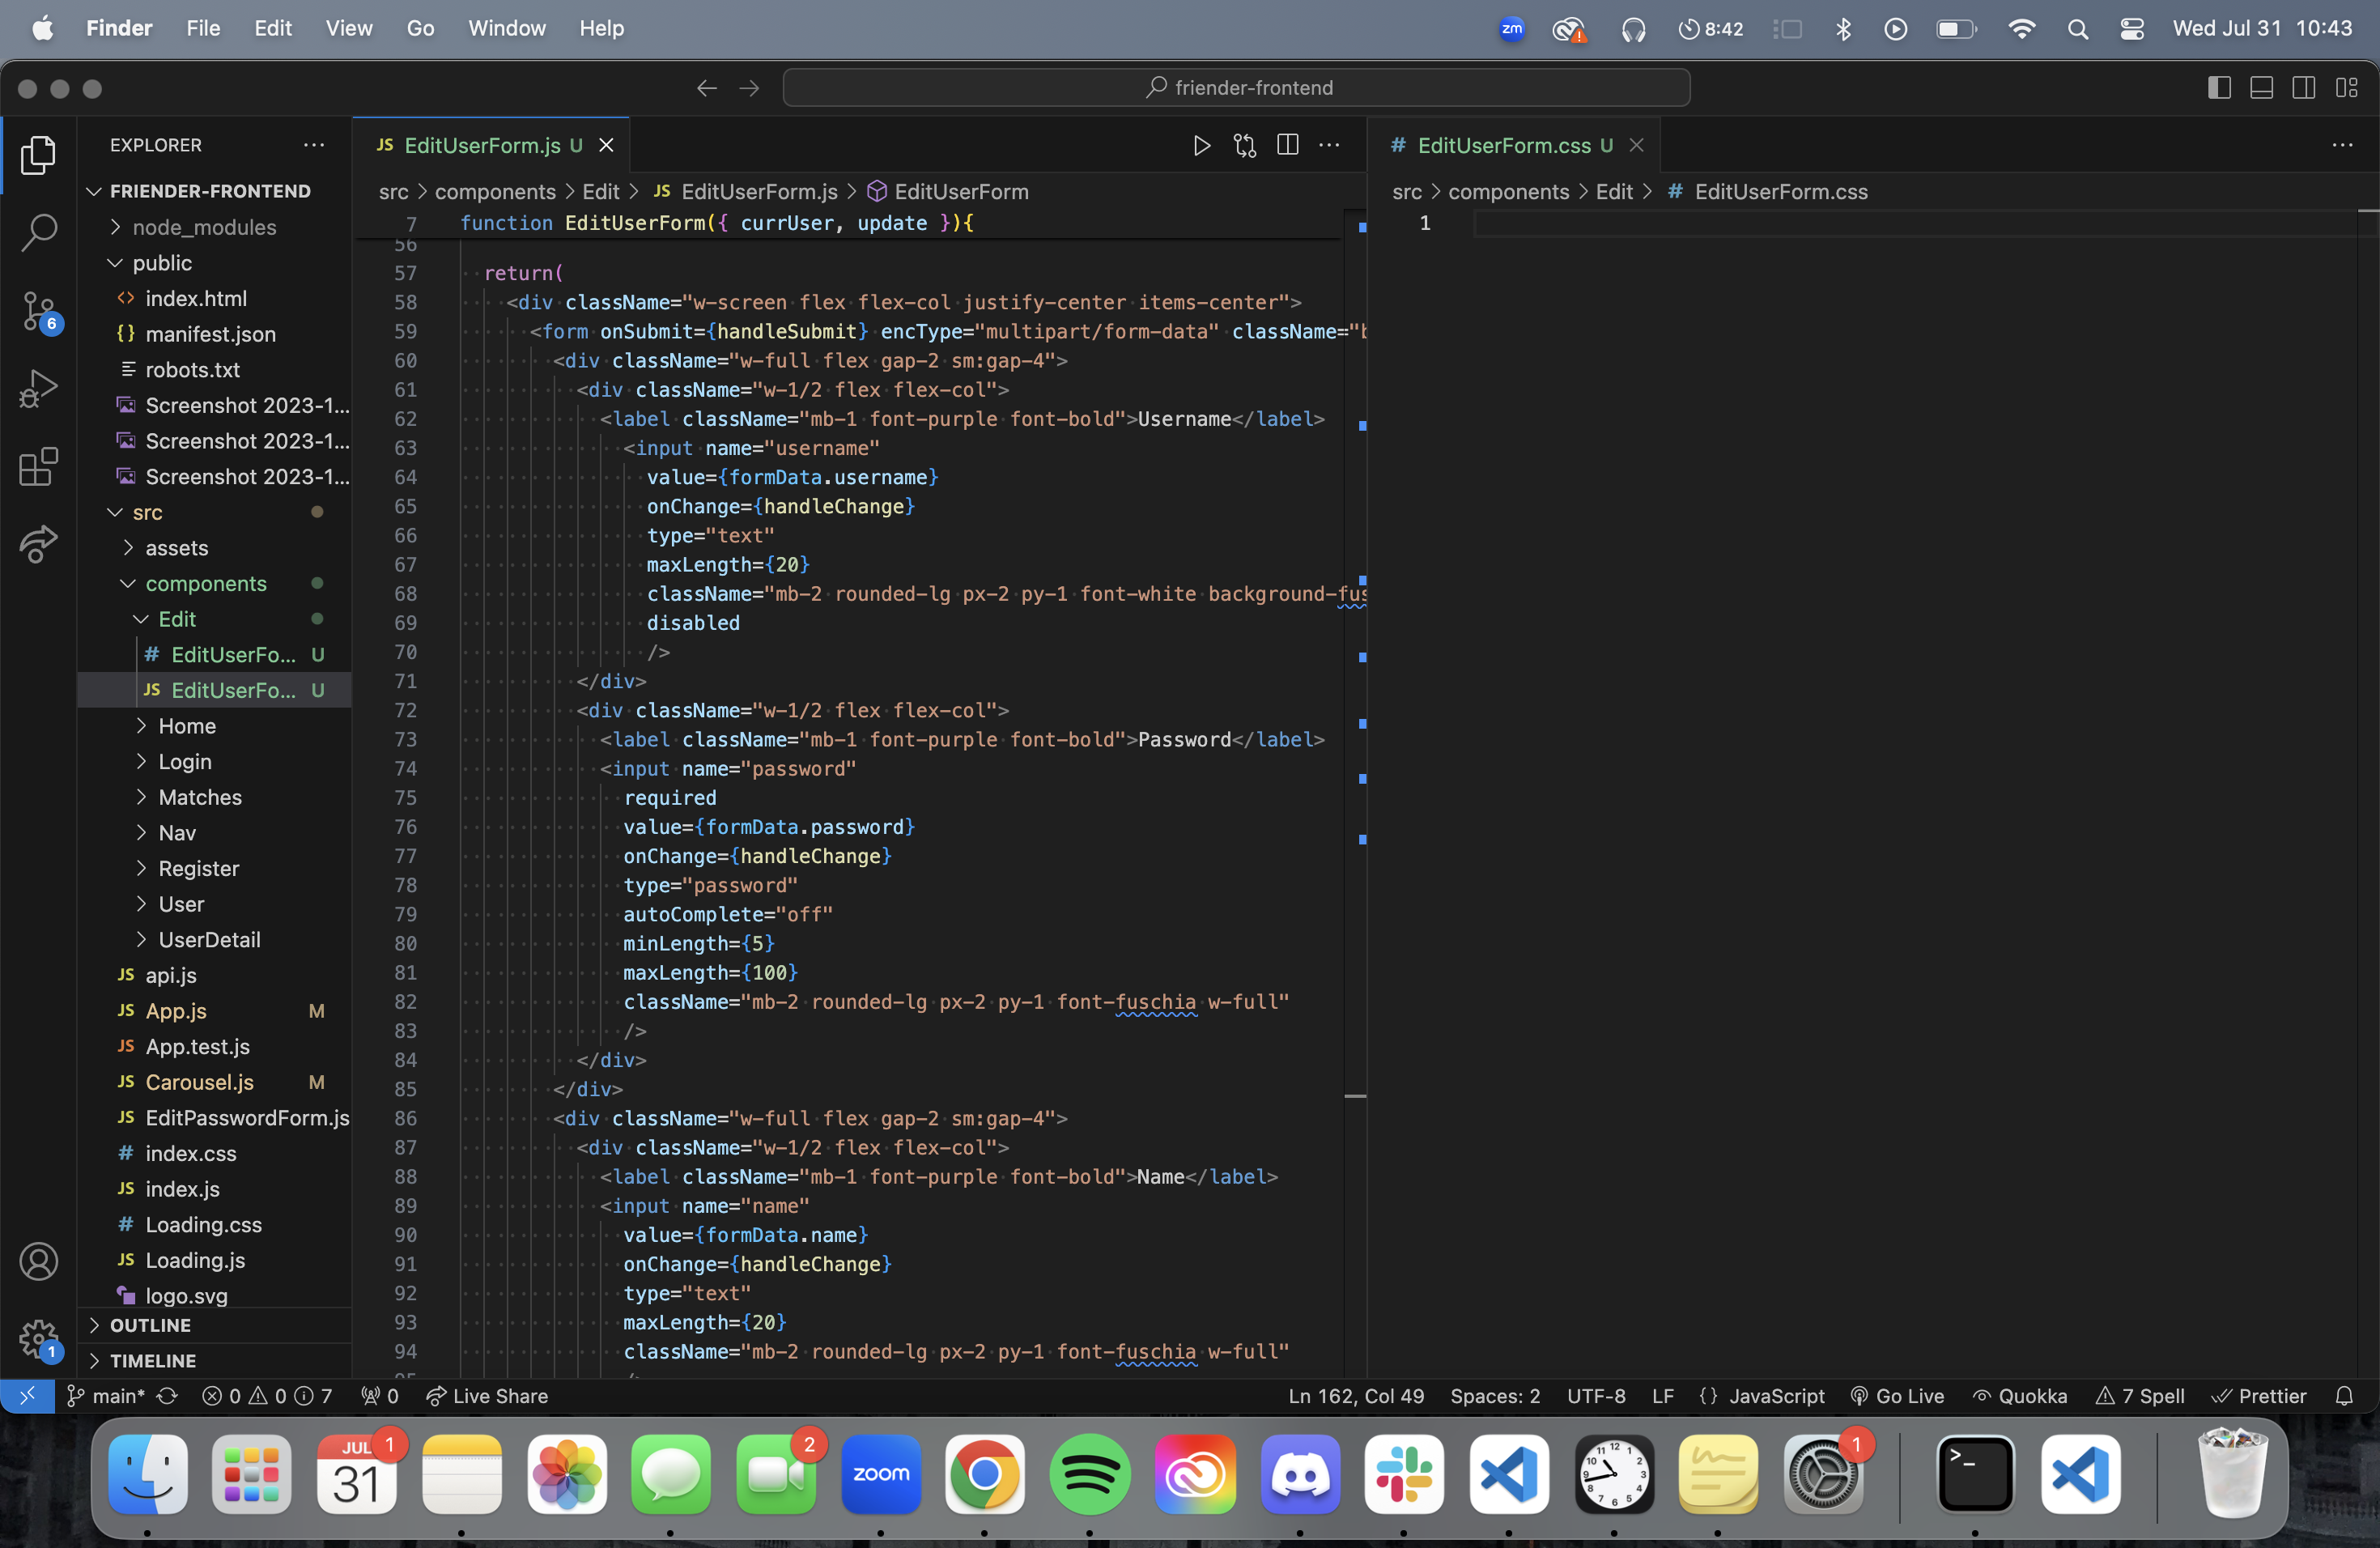 Finder File Edit View Go Window Help zm 8:42 Wed Jul 31 10:43
friender-frontend
EXPLORER
FRIENDER-FRONTEND
node_modules
public
index.html
manifest.json
robots.txt
Screenshot 2023-1...
Screenshot 2023-1...
Screenshot 2023-1...
src
assets
components
Edit
# EditUserFo... U
JS EditUserFo... U
Home
Login
Matches
Nav
Register
User
UserDetail
JS api.js
JS App.js M
JS App.test.js
JS Carousel.js M
JS EditPasswordForm.js
# index.css
JS index.js
# Loading.css
JS Loading.js
logo.svg
OUTLINE
TIMELINE
6
1
JS EditUserForm.js U
src > components > Edit > JS EditUserForm.js > EditUserForm
7 function EditUserForm({ currUser, update }){
56
57 return(
58 <div className="w-screen flex flex-col justify-center items-center">
59 <form onSubmit={handleSubmit} encType="multipart/form-data" className="b
60 <div className="w-full flex gap-2 sm:gap-4">
61 <div className="w-1/2 flex flex-col">
62 <label className="mb-1 font-purple font-bold">Username</label>
63 <input name="username"
64 value={formData.username}
65 onChange={handleChange}
66 type="text"
67 maxLength={20}
68 className="mb-2 rounded-lg px-2 py-1 font-white background-fus
69 disabled
70 />
71 </div>
72 <div className="w-1/2 flex flex-col">
73 <label className="mb-1 font-purple font-bold">Password</label>
74 <input name="password"
75 required
76 value={formData.password}
77 onChange={handleChange}
78 type="password"
79 autoComplete="off"
80 minLength={5}
81 maxLength={100}
82 className="mb-2 rounded-lg px-2 py-1 font-fuschia w-full"
83 />
84 </div>
85 </div>
86 <div className="w-full flex gap-2 sm:gap-4">
87 <div className="w-1/2 flex flex-col">
88 <label className="mb-1 font-purple font-bold">Name</label>
89 <input name="name"
90 value={formData.name}
91 onChange={handleChange}
92 type="text"
93 maxLength={20}
94 className="mb-2 rounded-lg px-2 py-1 font-fuschia w-full"
# EditUserForm.css U
src > components > Edit > # EditUserForm.css
1
main* 0 0 7 0 Live Share Ln 162, Col 49 Spaces: 2 UTF-8 LF {} JavaScript Go Live Quokka 7 Spell Prettier
JUL 31 1
2
zoom
1